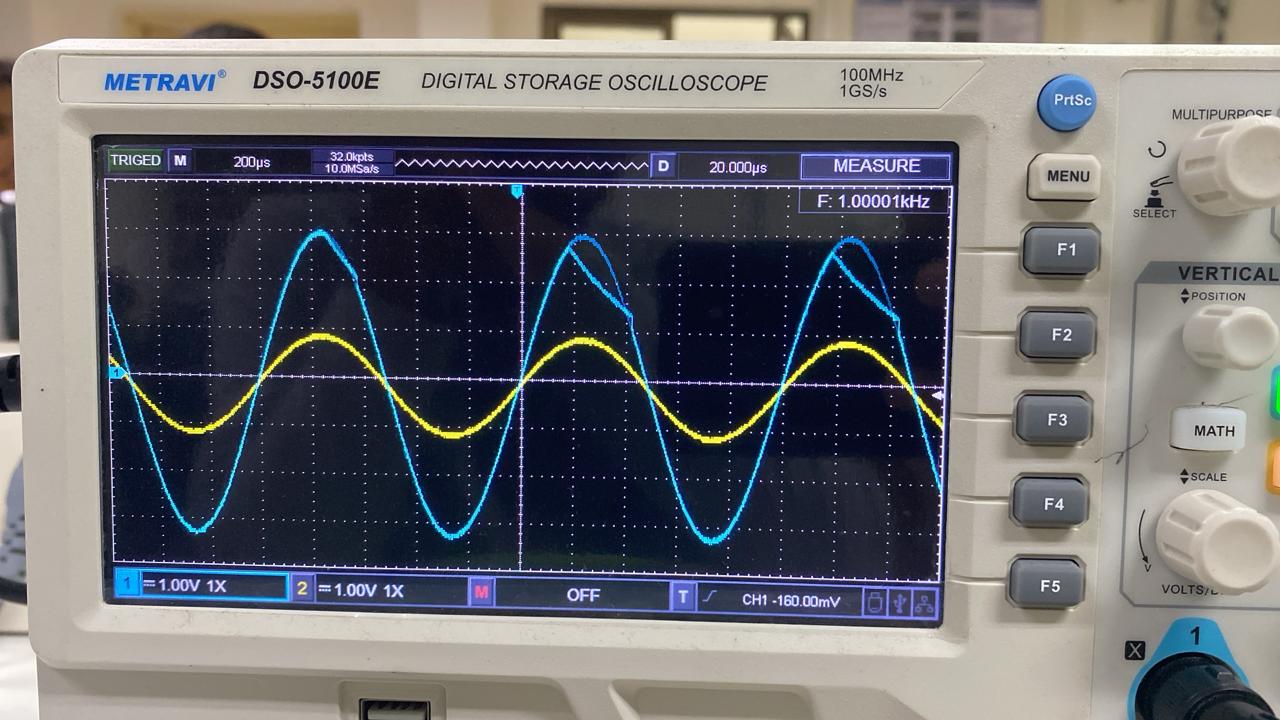 METRAVI® DSO-5100E DIGITAL STORAGE OSCILLOSCOPE 100MHz
1GS/s
PrtSc
MULTIPURPOSE
TRIGED M 200µs 32.0kpts
10.0MSa/s
D 20.000µs MEASURE
MENU
SELECT
F: 1.00001kHz
T
F1
VERTICAL
POSITION
F2
1
F3
MATH
SCALE
F4
V
F5
VOLTS/D
1 1.00V 1X 2 1.00V 1X M OFF T CH1 -160.00mV
X
1